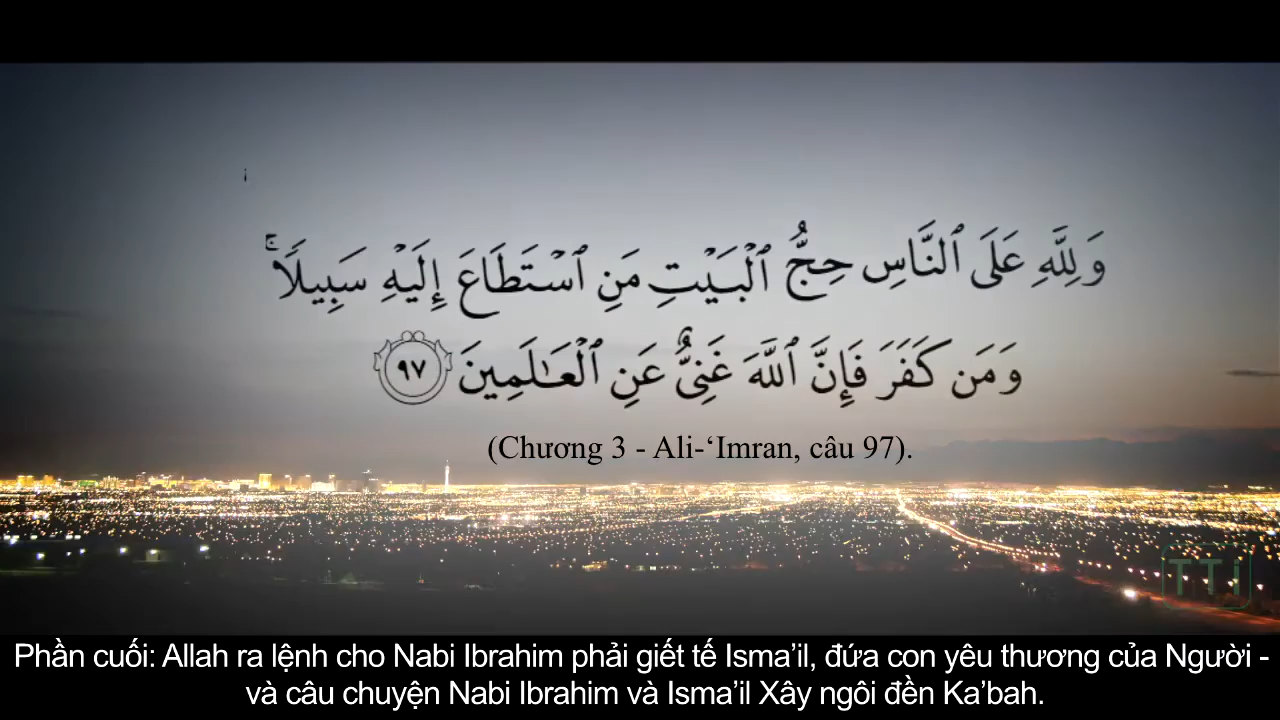 وَلِلَّهِ عَلَى ٱلنَّاسِ حِجُّ ٱلْبَيْتِ مَنِ ٱسْتَطَاعَ إِلَيْهِ سَبِيلًاۚ
وَمَن كَفَرَ فَإِنَّ ٱللَّهَ غَنِىٌّ عَنِ ٱلْعَـٰلَمِينَ ٩٧
(Chương 3 - Ali-‘Imran, câu 97).
TTi
Phần cuối: Allah ra lệnh cho Nabi Ibrahim phải giết tế Isma’il, đứa con yêu thương của Người -
và câu chuyện Nabi Ibrahim và Isma’il Xây ngôi đền Ka’bah.